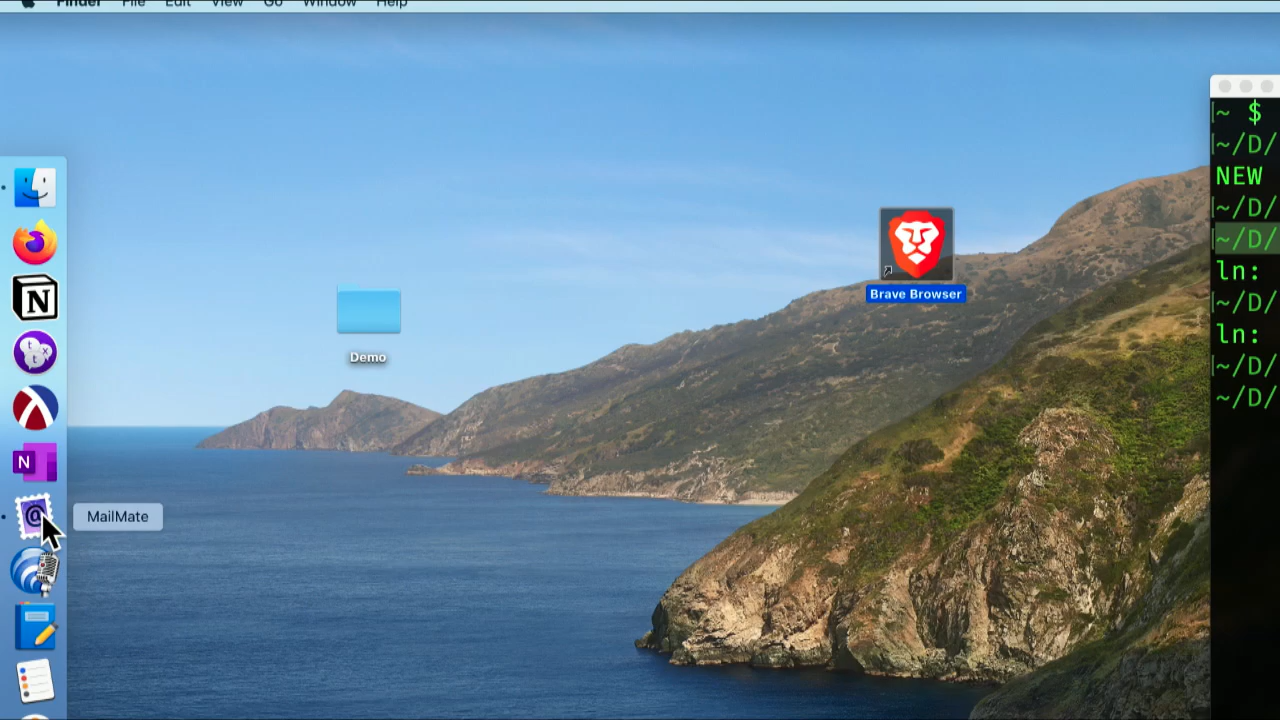 Finder File Edit View Go Window Help
~ $
~/D/
NEW
~/D/
~/D/
ln:
~/D/
ln:
~/D/
~/D/
Brave Browser
Demo
N
t
t x
N
@
MailMate